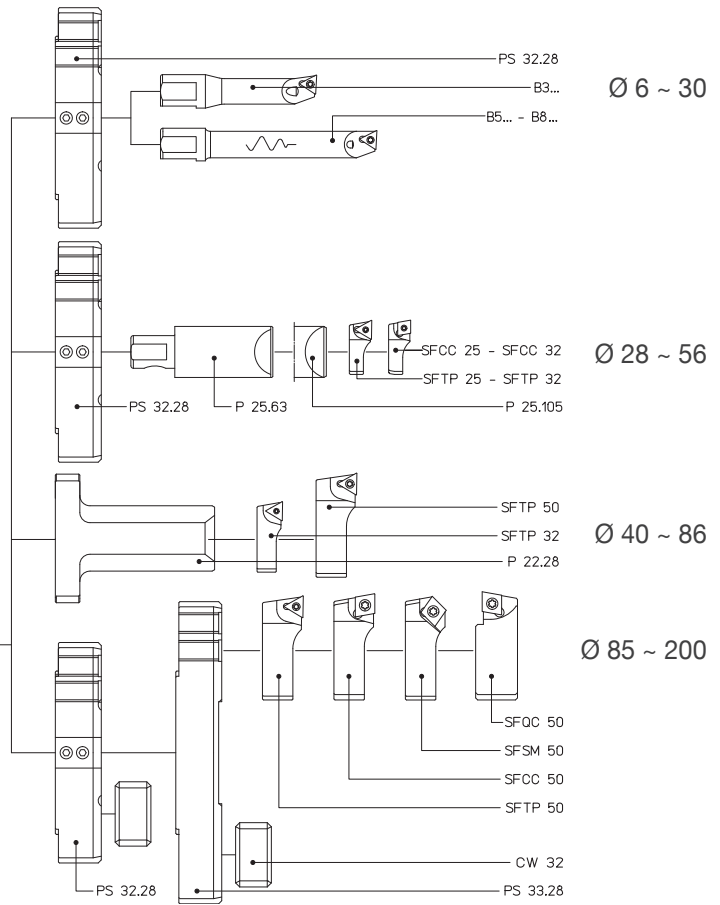 PS 32.28
B3...
Ø 6 ~ 30
B5... - B8...
SFCC 25 - SFCC 32
Ø 28 ~ 56
SFTP 25 - SFTP 32
PS 32.28
P 25.63
P 25.105
SFTP 50
SFTP 32
Ø 40 ~ 86
P 22.28
Ø 85 ~ 200
SFQC 50
SFSM 50
SFCC 50
SFTP 50
CW 32
PS 32.28
PS 33.28